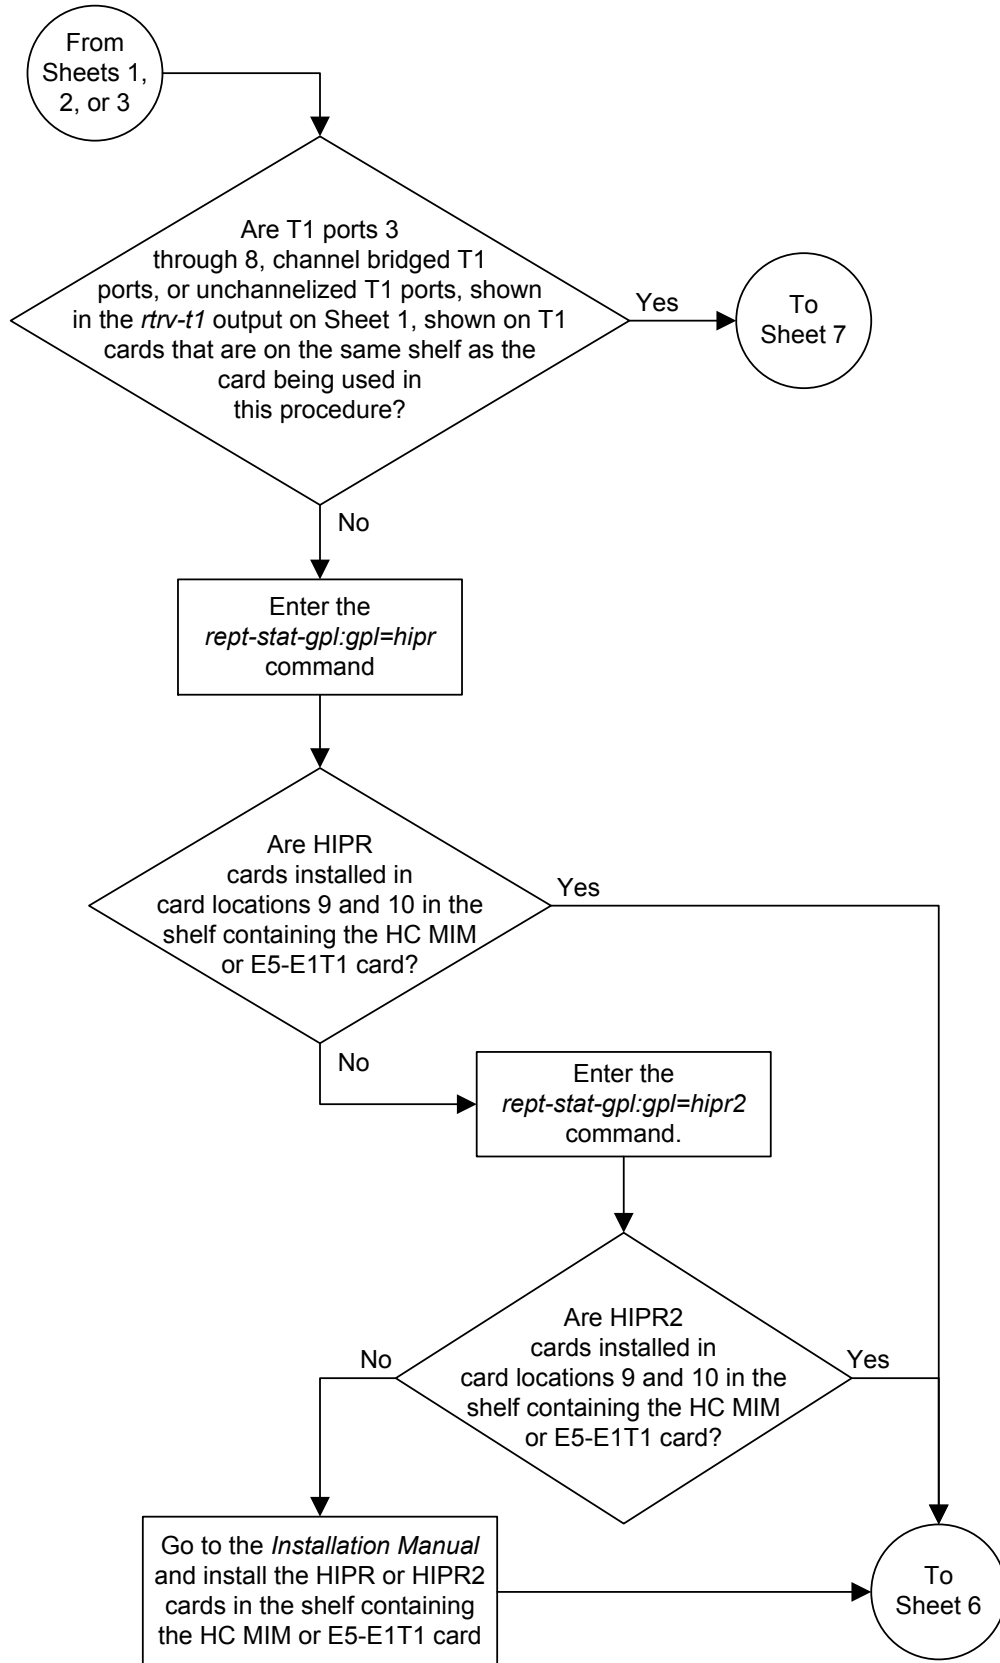 From
Sheets 1,
2, or 3
Are T1 ports 3
through 8, channel bridged T1
ports, or unchannelized T1 ports, shown
in the rtrv-t1 output on Sheet 1, shown on T1
cards that are on the same shelf as the
card being used in
this procedure?
Yes
To
Sheet 7
No
Enter the
rept-stat-gpl:gpl=hipr
command
Are HIPR
cards installed in
card locations 9 and 10 in the
shelf containing the HC MIM
or E5-E1T1 card?
Yes
No
Enter the
rept-stat-gpl:gpl=hipr2
command.
Are HIPR2
cards installed in
card locations 9 and 10 in the
shelf containing the HC MIM
or E5-E1T1 card?
No
Yes
Go to the Installation Manual
and install the HIPR or HIPR2
cards in the shelf containing
the HC MIM or E5-E1T1 card
To
Sheet 6